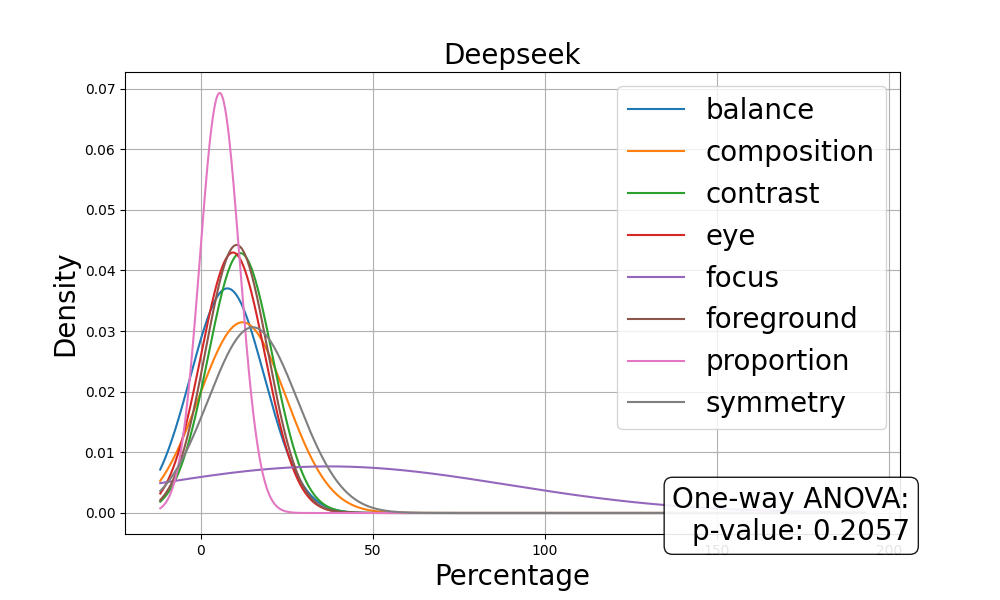 Deepseek
0.07
0.06
0.05
0.04
0.03
0.02
0.01
0.00
Density
balance
composition
contrast
eye
focus
foreground
proportion
symmetry
One-way ANOVA:
p-value: 0.2057
0 50 100 150 200
Percentage